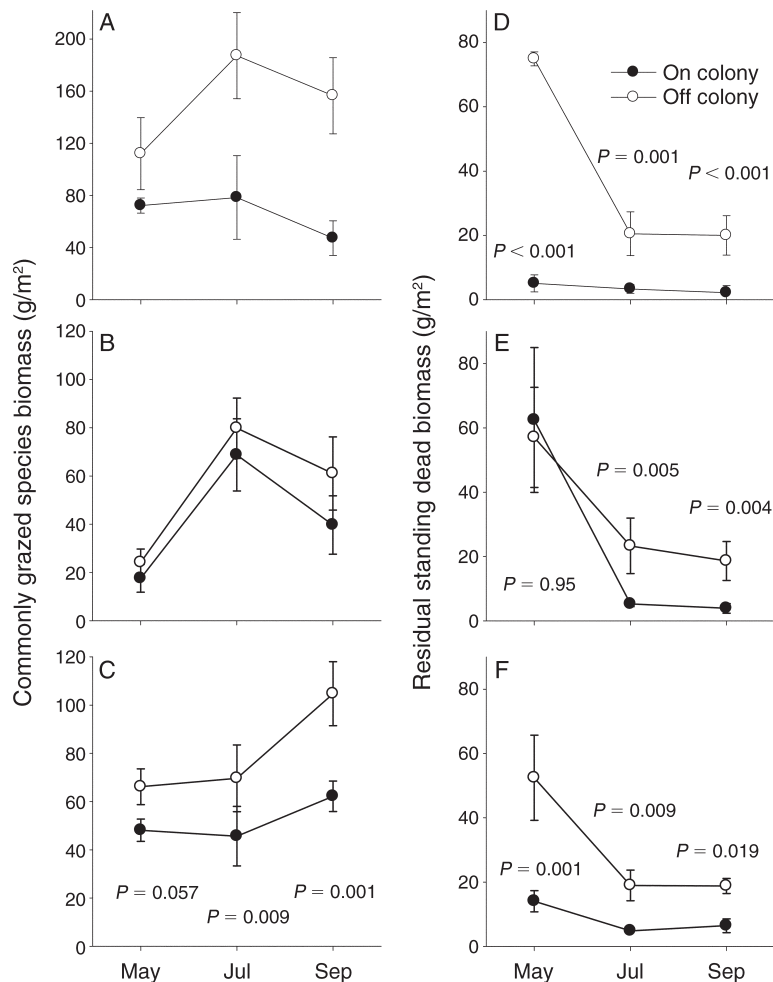 Commonly grazed species biomass (g/m²)
A
200
160
120
80
40
0
B
120
100
80
60
40
20
0
C
120
100
80
60
40
20
0
P = 0.057
P = 0.009
P = 0.001
May Jul Sep
Residual standing dead biomass (g/m²)
D
On colony
Off colony
80
60
40
20
0
P < 0.001
P = 0.001
P < 0.001
E
80
60
40
20
0
P = 0.95
P = 0.005
P = 0.004
F
80
60
40
20
0
P = 0.001
P = 0.009
P = 0.019
May Jul Sep